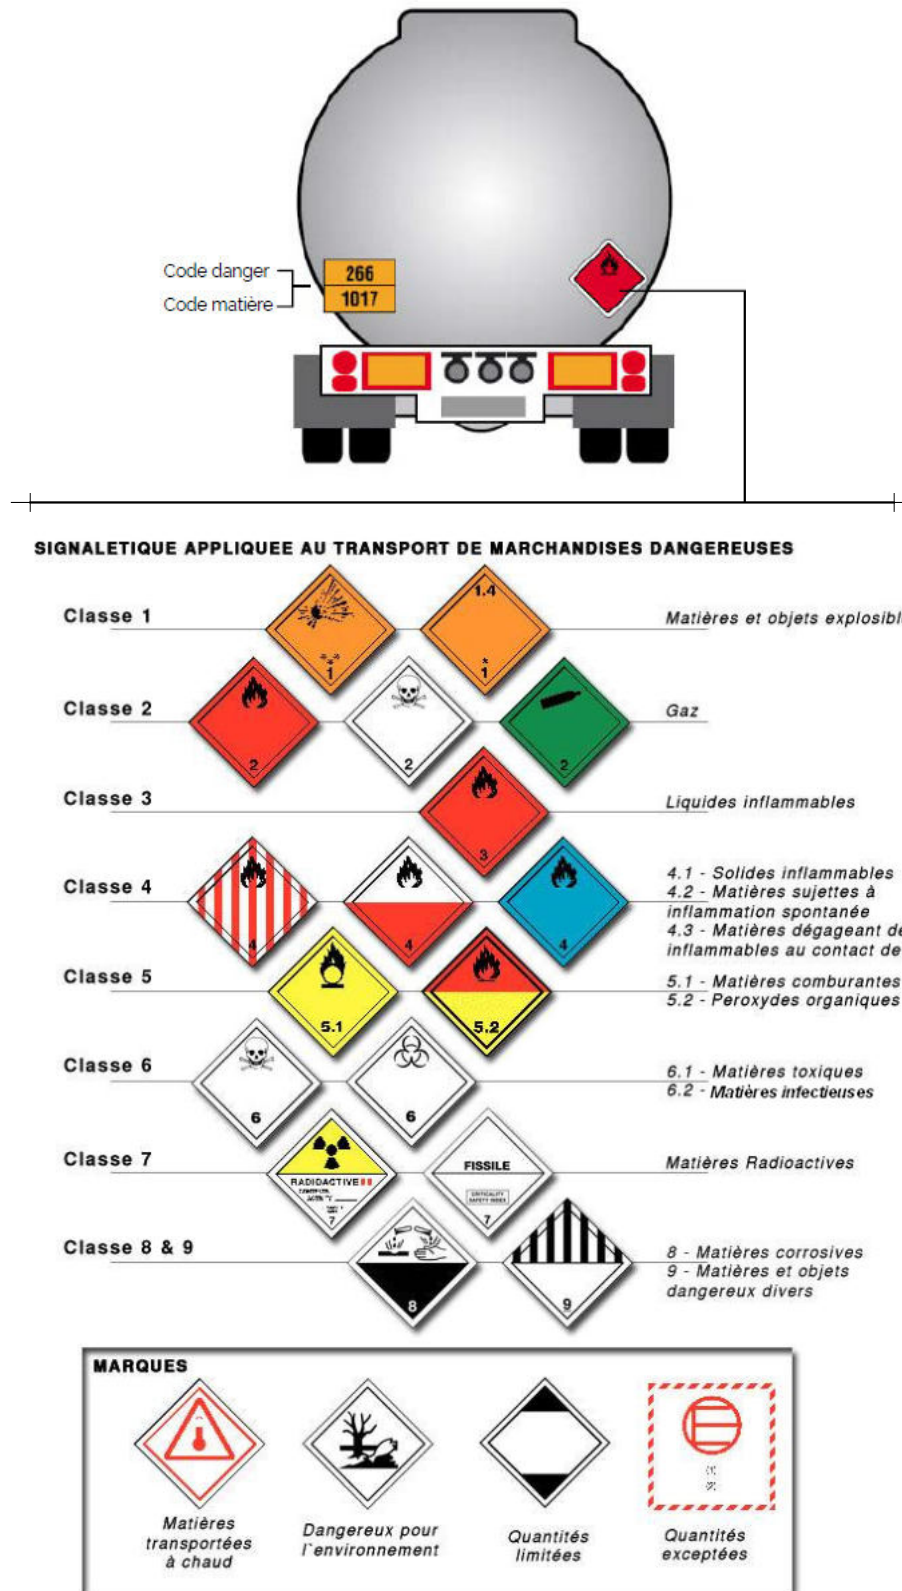 Code danger
266
Code matière
1017
SIGNALETIQUE APPLIQUEE AU TRANSPORT DE MARCHANDISES DANGEREUSES
Classe 1
1
1.4
*
1
Matières et objets explosibl
Classe 2
2
2
2
Gaz
Classe 3
3
Liquides inflammables
Classe 4
4
4
4
4.1 - Solides inflammables
4.2 - Matières sujettes à
inflammation spontanée
4.3 - Matières dégageant de
inflammables au contact de
Classe 5
5.1
5.2
5.1 - Matières comburantes
5.2 - Peroxydes organiques
Classe 6
6
6
6.1 - Matières toxiques
6.2 - Matières infectieuses
Classe 7
RADIOACTIVE II
7
FISSILE
CRITICALITY
SAFETY INDEX
7
Matières Radioactives
Classe 8 & 9
8
9
8 - Matières corrosives
9 - Matières et objets
dangereux divers
MARQUES
Matières
transportées
à chaud
Dangereux pour
l'environnement
Quantités
limitées
(1)
(2)
Quantités
exceptées